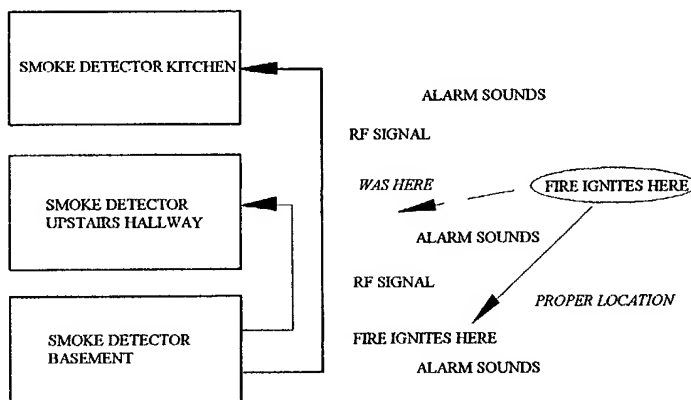 SMOKE DETECTOR KITCHEN
ALARM SOUNDS
RF SIGNAL
SMOKE DETECTOR
UPSTAIRS HALLWAY
WAS HERE
FIRE IGNITES HERE
ALARM SOUNDS
RF SIGNAL
PROPER LOCATION
SMOKE DETECTOR
BASEMENT
FIRE IGNITES HERE
ALARM SOUNDS